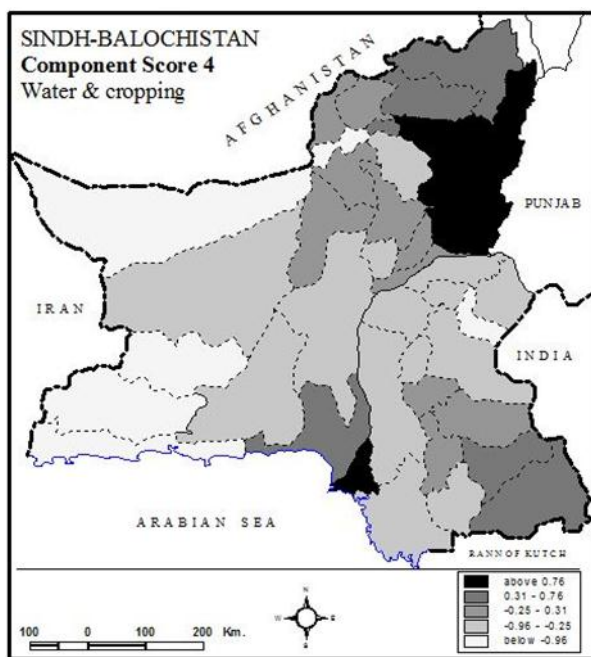 SINDH-BALOCHISTAN
Component Score 4
Water & cropping
AFGHANISTAN
PUNJAB
IRAN
INDIA
ARABIAN SEA
RANN OF KUTCH
N
W E
S
above 0.76
0.31 - 0.76
-0.25 - 0.31
-0.96 - -0.25
below -0.96
100 0 100 200 Km.